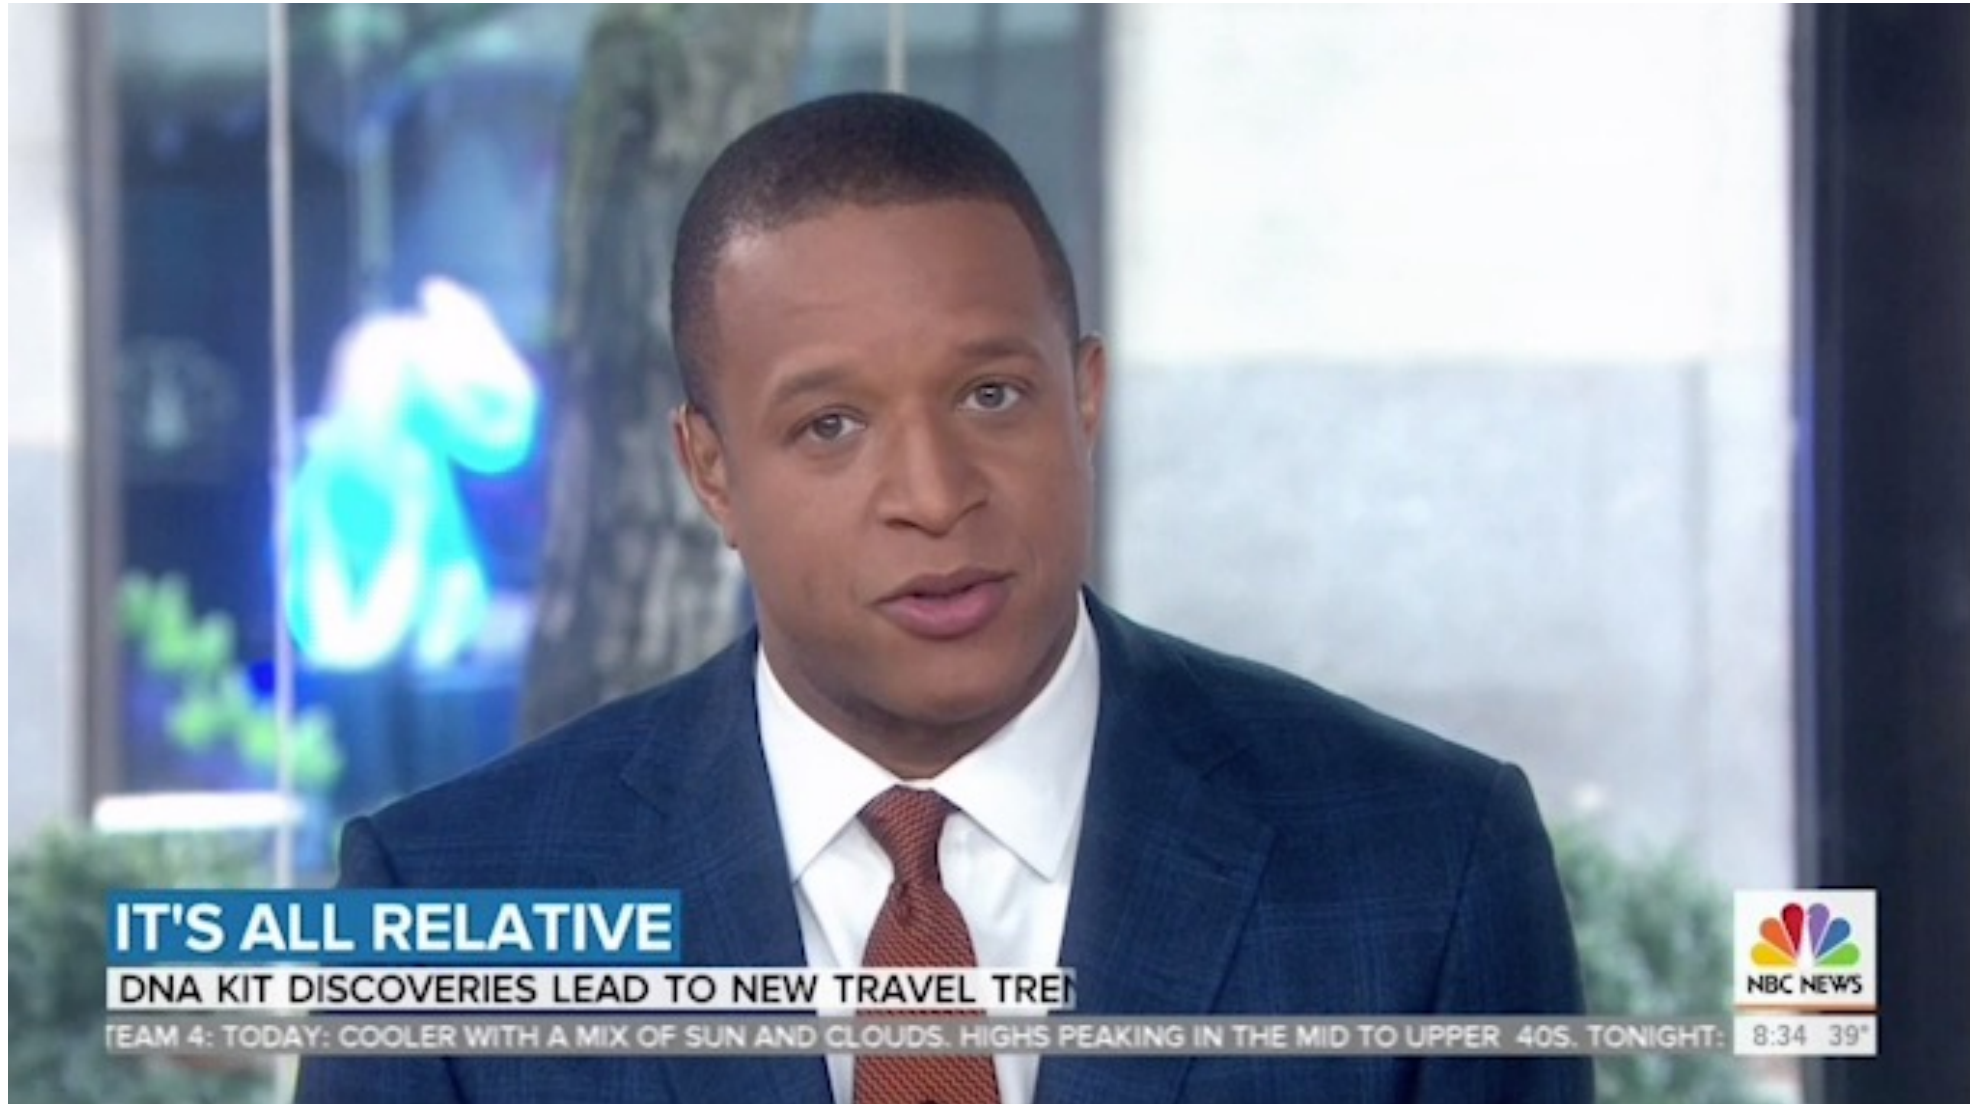 IT'S ALL RELATIVE
DNA KIT DISCOVERIES LEAD TO NEW TRAVEL TREN
TEAM 4: TODAY: COOLER WITH A MIX OF SUN AND CLOUDS. HIGHS PEAKING IN THE MID TO UPPER 40S. TONIGHT:
NBC NEWS
8:34 39°